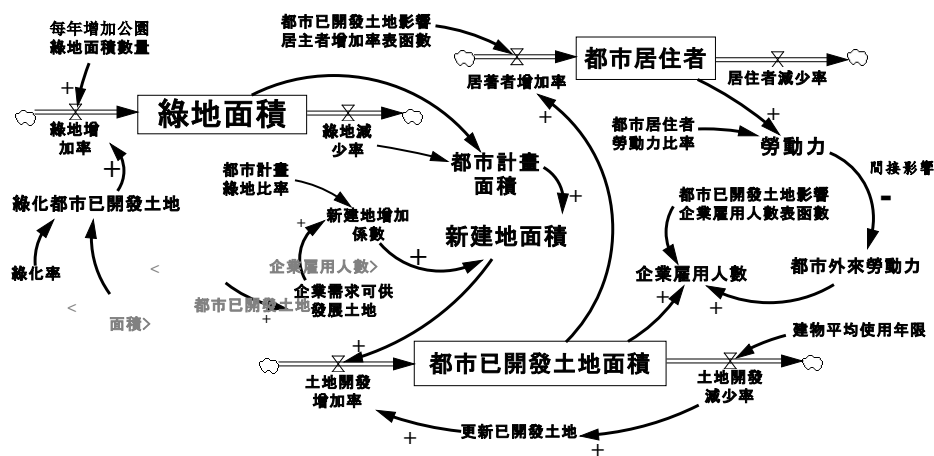 每年增加公園
綠地面積數量
都市已開發土地影響
居主者增加率表函數
都市居住者
居著者增加率
居住者減少率
+
綠地面積
綠地增
加率
綠地減
少率
+
都市計畫
面積
都市居住者
勞動力比率
+
勞動力
間接影響
-
+
綠化都市已開發土地
綠化率
都市計畫
綠地比率
+
新建地增加
係數
+
新建地面積
+
都市已開發土地影響
企業雇用人數表函數
企業雇用人數
+
+
都市外來勞動力
<
企業雇用人數>
企業需求可供
發展土地
<
面積>
都市已開發土地
+
+
都市已開發土地面積
建物平均使用年限
土地開發
增加率
土地開發
減少率
+
更新已開發土地
+